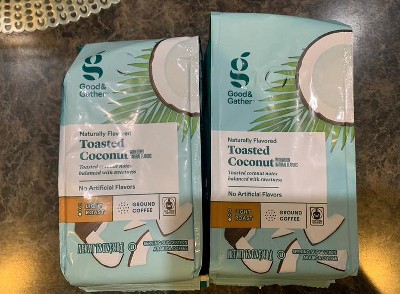 Good&
Gather
Naturally Flavored
Toasted
Coconut
Toasted coconut notes
balanced with sweetness
No Artificial Flavors
LIGHT
ROAST
GROUND
COFFEE
Good&
Gather
Naturally Flavored
Toasted
Coconut
NATURAL FLAVORS
Toasted coconut notes
balanced with sweetness.
No Artificial Flavors
LIGHT
ROAST
GROUND
COFFEE